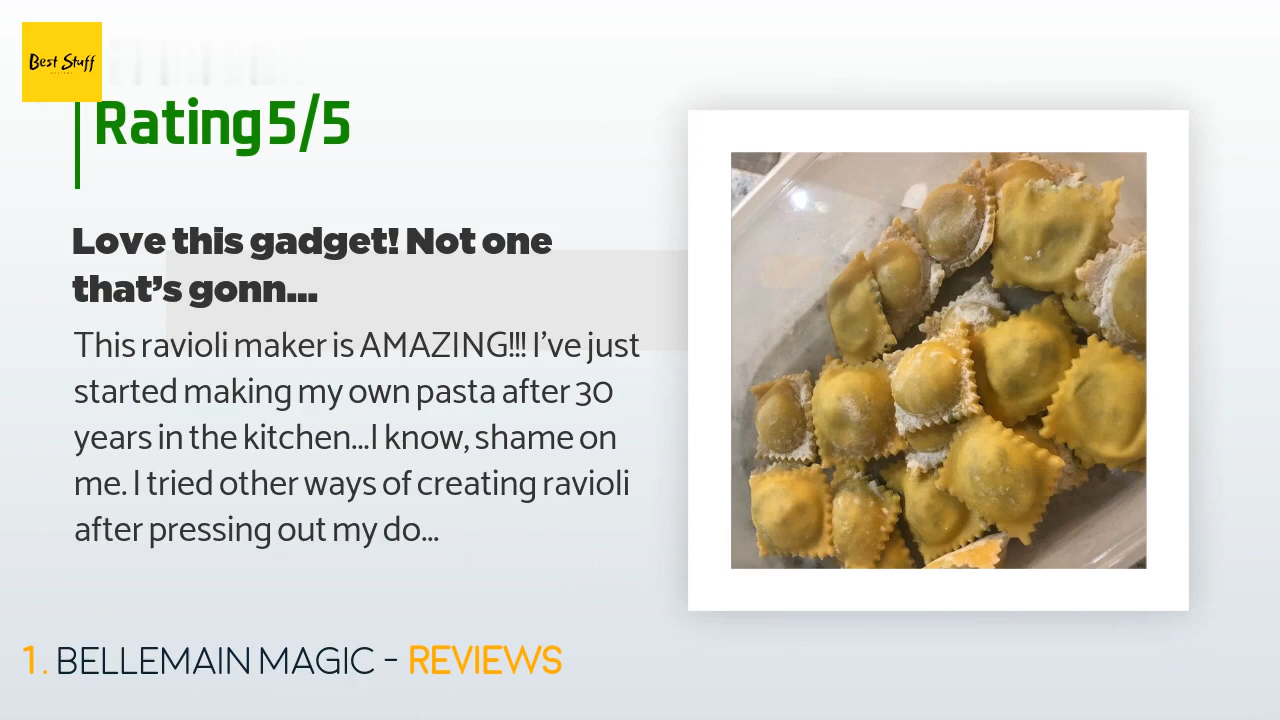 Best Stuff
Rating 5/5
Love this gadget! Not one
that's gonn...
This ravioli maker is AMAZING!!! I've just
started making my own pasta after 30
years in the kitchen...I know, shame on
me. I tried other ways of creating ravioli
after pressing out my do...
1. BELLEMAIN MAGIC - REVIEWS